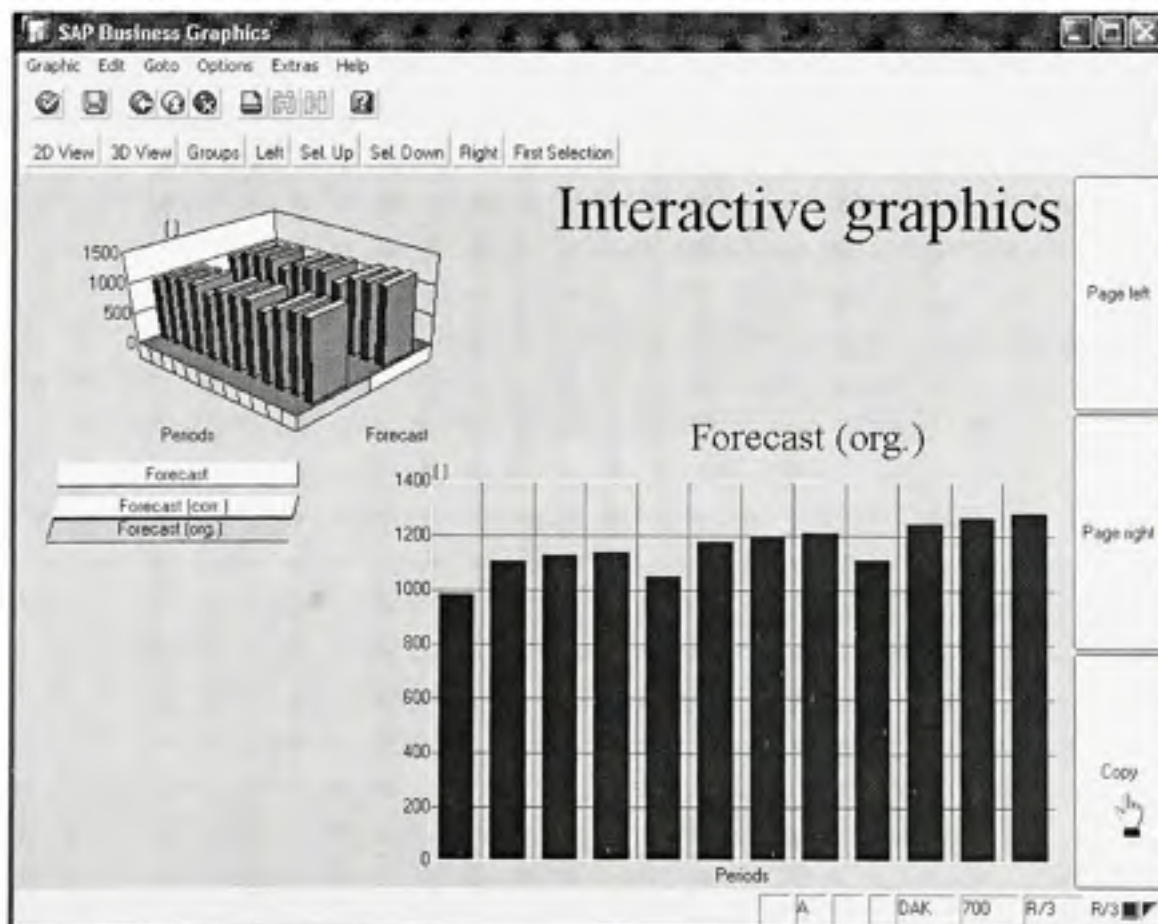 SAP Business Graphics
Graphic Edit Goto Options Extras Help
2D View 3D View Groups Left Sel. Up Sel. Down Right First Selection
Interactive graphics
[ ]
1500
1000
500
0
Periods Forecast
Forecast
Forecast (corr.)
Forecast (org.)
Forecast (org.)
1400 [ ]
1200
1000
800
600
400
200
0
Periods
Page left
Page right
Copy
A DAK 700 R/3 R/3